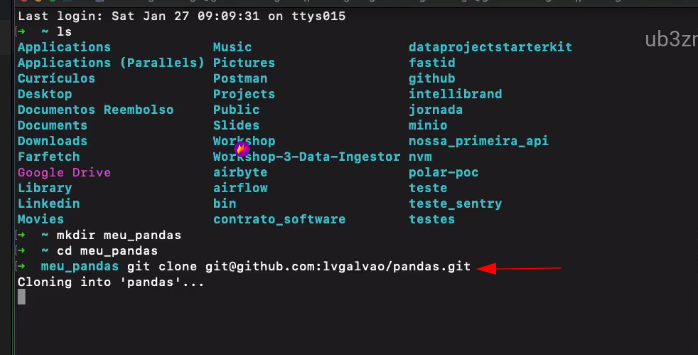 Last login: Sat Jan 27 09:09:31 on ttys015
➜ ~ ls
Applications Music dataprojectstarterkit
Applications (Parallels) Pictures fastid
Currículos Postman github
Desktop Projects intellibrand
Documentos Reembolso Public jornada
Documents Slides minio
Downloads Workshop nossa_primeira_api
Farfetch Workshop-3-Data-Ingestor nvm
Google Drive airbyte polar-poc
Library airflow teste
Linkedin bin teste_sentry
Movies contrato_software testes
➜ ~ mkdir meu_pandas
➜ ~ cd meu_pandas
➜ meu_pandas git clone git@github.com:lvgalvao/pandas.git
Cloning into 'pandas'...